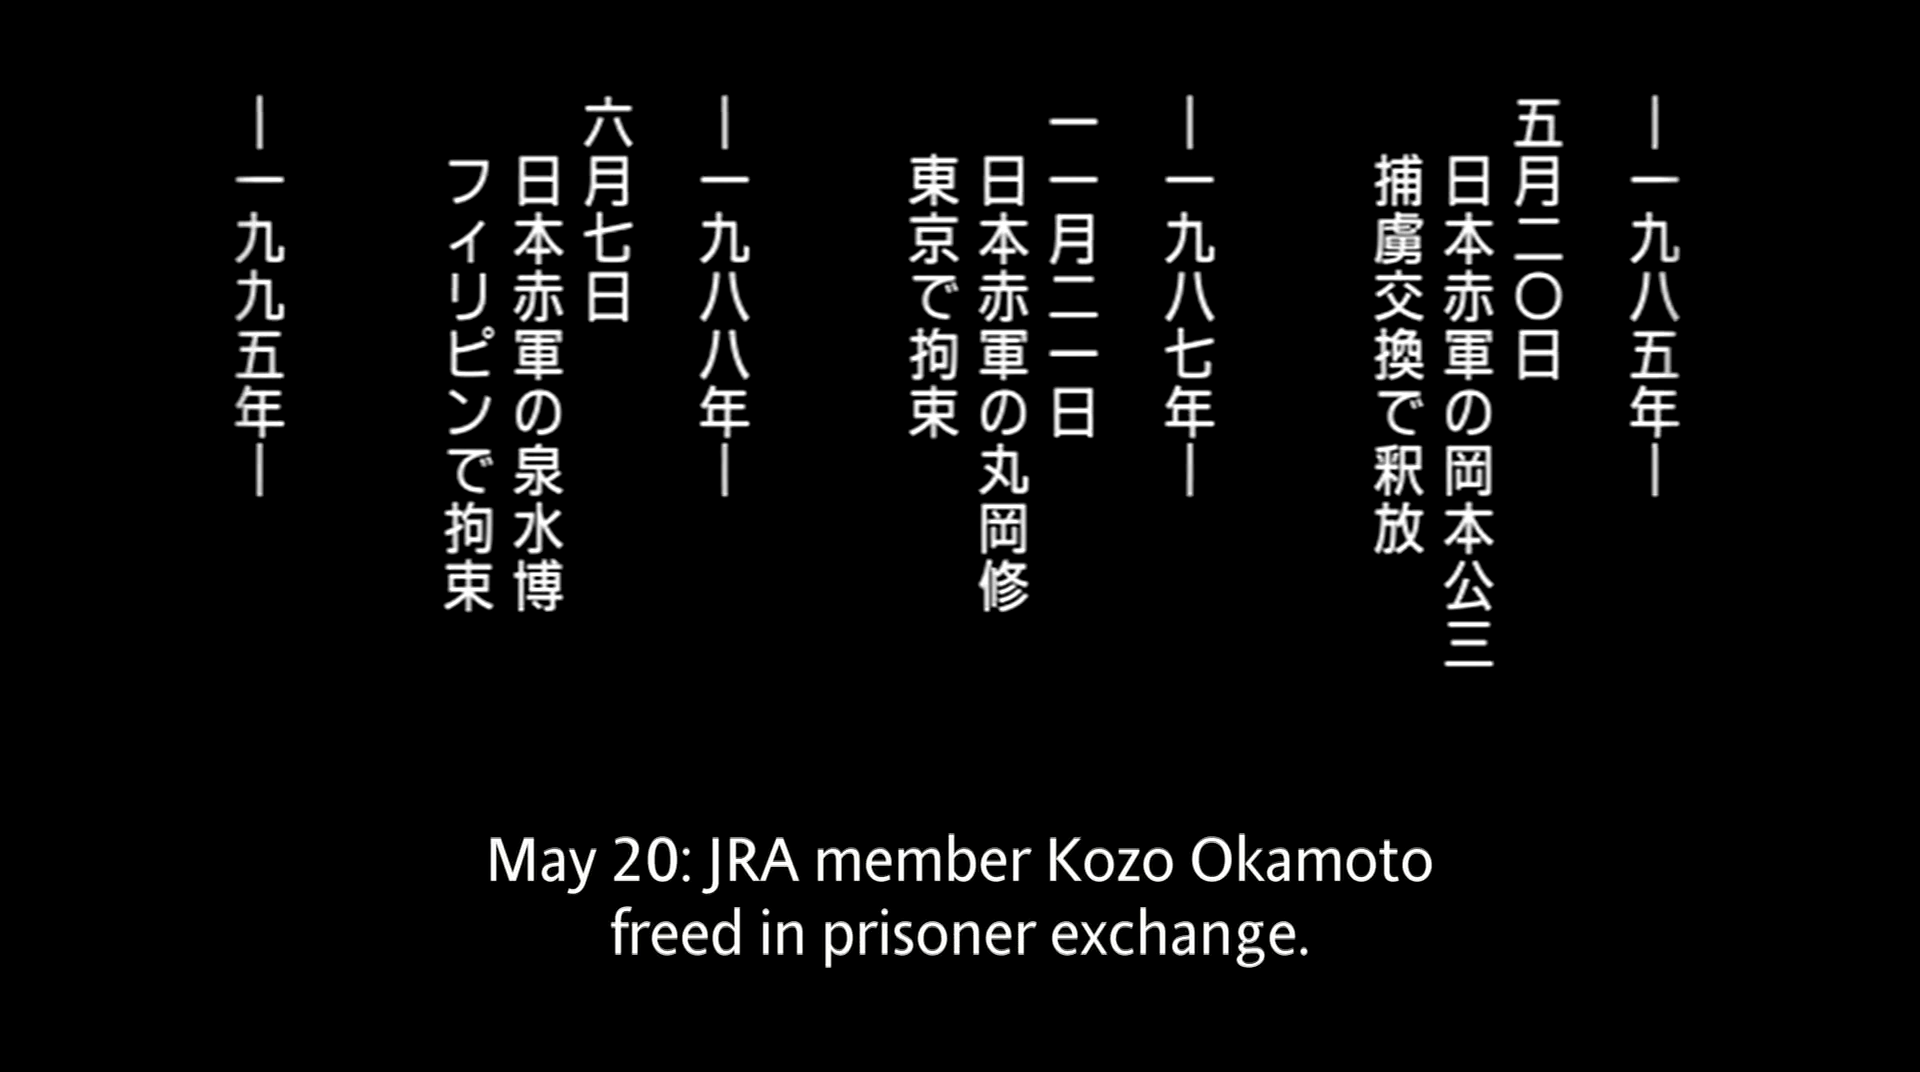 ―一九八五年―
五月二〇日
日本赤軍の岡本公三
捕虜交換で釈放
―一九八七年―
一一月二一日
日本赤軍の丸岡修
東京で拘束
―一九八八年―
六月七日
日本赤軍の泉水博
フィリピンで拘束
―一九九五年―
May 20: JRA member Kozo Okamoto
freed in prisoner exchange.